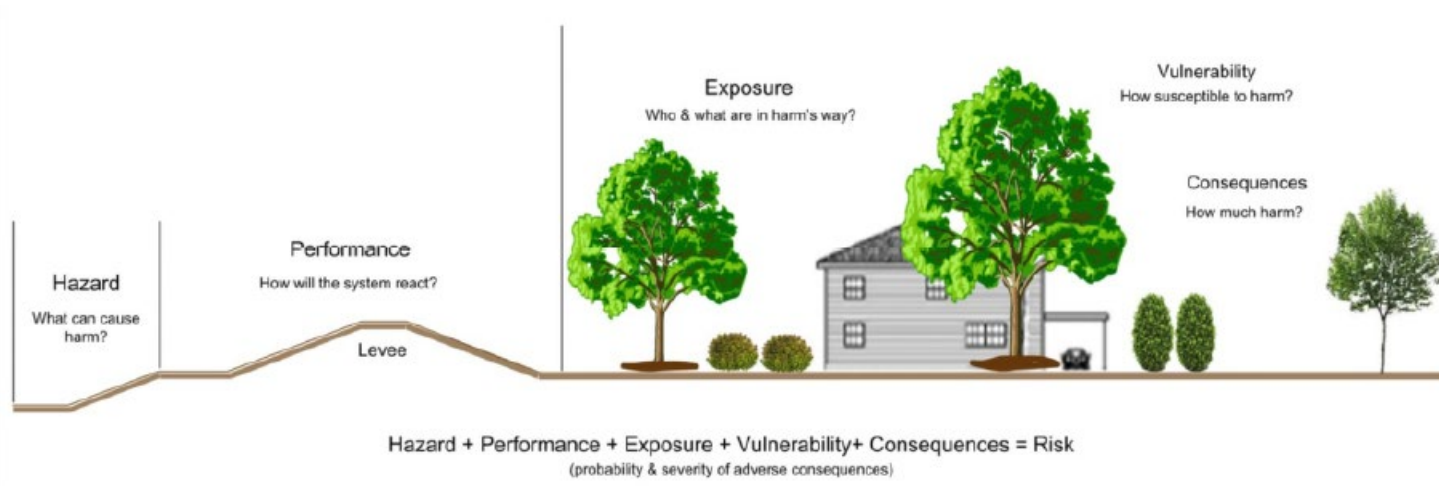 Hazard
What can cause
harm?
Performance
How will the system react?
Levee
Exposure
Who & what are in harm's way?
Vulnerability
How susceptible to harm?
Consequences
How much harm?
Hazard + Performance + Exposure + Vulnerability+ Consequences = Risk
(probability & severity of adverse consequences)